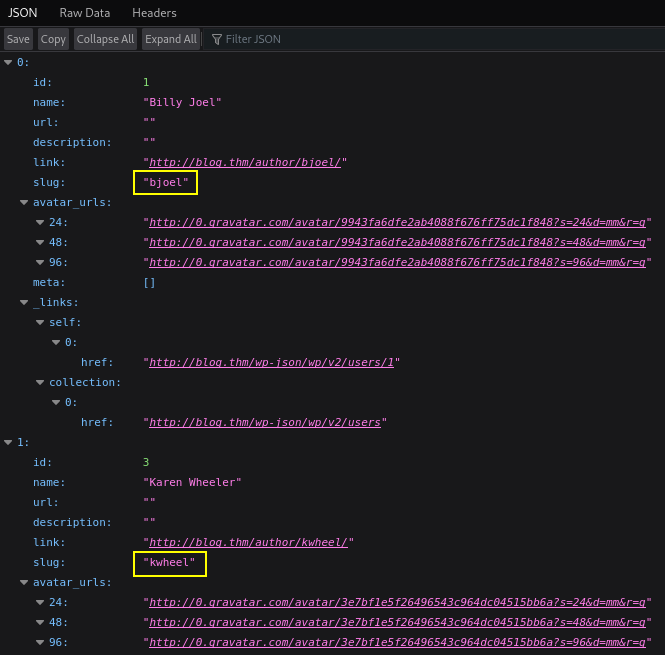 JSON Raw Data Headers
Save Copy Collapse All Expand All Filter JSON
0:
id: 1
name: "Billy Joel"
url: ""
description: ""
link: "http://blog.thm/author/bjoel/"
slug: "bjoel"
avatar_urls:
24: "http://0.gravatar.com/avatar/9943fa6dfe2ab4088f676ff75dc1f848?s=24&d=mm&r=g"
48: "http://0.gravatar.com/avatar/9943fa6dfe2ab4088f676ff75dc1f848?s=48&d=mm&r=g"
96: "http://0.gravatar.com/avatar/9943fa6dfe2ab4088f676ff75dc1f848?s=96&d=mm&r=g"
meta: []
_links:
self:
0:
href: "http://blog.thm/wp-json/wp/v2/users/1"
collection:
0:
href: "http://blog.thm/wp-json/wp/v2/users"
1:
id: 3
name: "Karen Wheeler"
url: ""
description: ""
link: "http://blog.thm/author/kwheel/"
slug: "kwheel"
avatar_urls:
24: "http://0.gravatar.com/avatar/3e7bf1e5f26496543c964dc04515bb6a?s=24&d=mm&r=g"
48: "http://0.gravatar.com/avatar/3e7bf1e5f26496543c964dc04515bb6a?s=48&d=mm&r=g"
96: "http://0.gravatar.com/avatar/3e7bf1e5f26496543c964dc04515bb6a?s=96&d=mm&r=g"